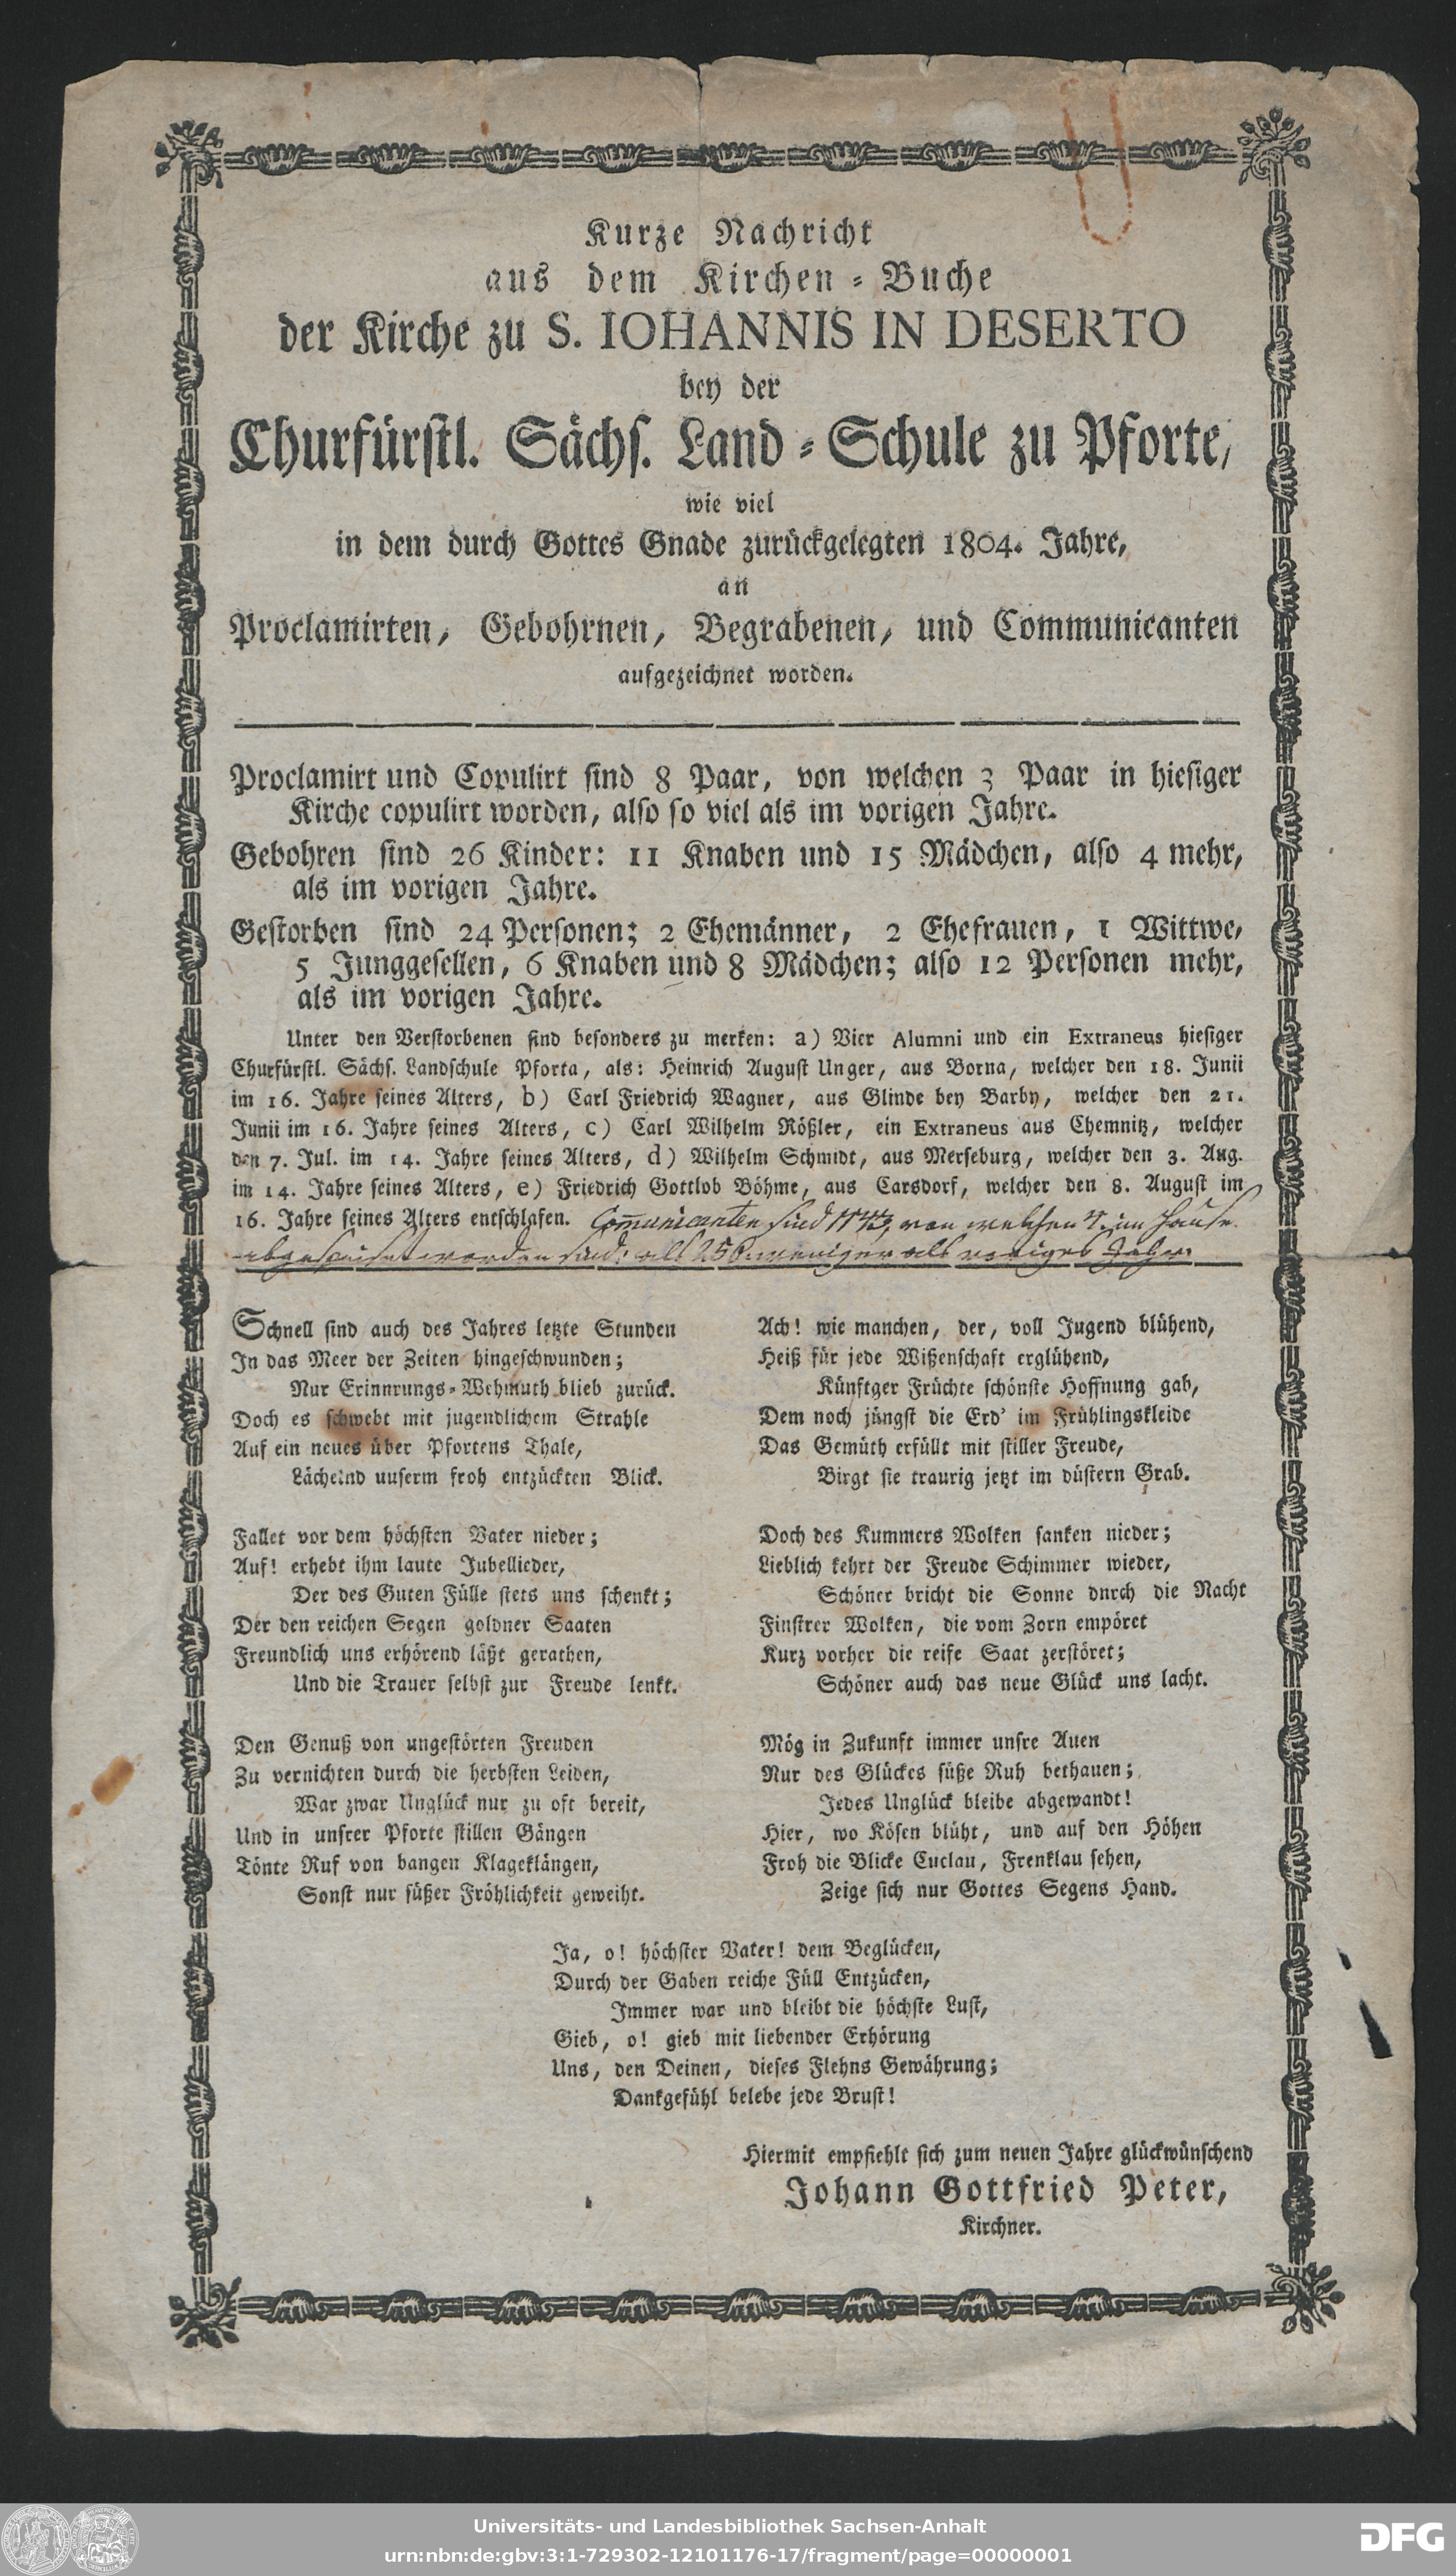 Kurze Nachricht
aus dem Kirchen-Buche
der Kirche zu S. IOHANNIS IN DESERTO
bey der
Churfürstl. Sächs. Land-Schule zu Pforte,
wie viel
in dem durch Gottes Gnade zurückgelegten 1804. Jahre,
an
Proclamirten, Gebohrnen, Begrabenen, und Communicanten
aufgezeichnet worden.
Proclamirt und Copulirt sind 8 Paar, von welchen 3 Paar in hiesiger
Kirche copulirt worden, also so viel als im vorigen Jahre.
Gebohren sind 26 Kinder: 11 Knaben und 15 Mädchen, also 4 mehr,
als im vorigen Jahre.
Gestorben sind 24 Personen; 2 Ehemänner, 2 Ehefrauen, 1 Wittwe,
5 Junggesellen, 6 Knaben und 8 Mädchen; also 12 Personen mehr,
als im vorigen Jahre.
Unter den Verstorbenen sind besonders zu merken: a) Vier Alumni und ein Extraneus hiesiger
Churfürstl. Sächs. Landschule Pforta, als: Heinrich August Unger, aus Borna, welcher den 18. Junii
im 16. Jahre seines Alters, b) Carl Friedrich Wagner, aus Glinde bey Barby, welcher den 21.
Junii im 16. Jahre seines Alters, c) Carl Wilhelm Rößler, ein Extraneus aus Chemnitz, welcher
den 7. Jul. im 14. Jahre seines Alters, d) Wilhelm Schmidt, aus Merseburg, welcher den 3. Aug.
im 14. Jahre seines Alters, e) Friedrich Gottlob Böhme, aus Carsdorf, welcher den 8. August im
16. Jahre seines Alters entschlafen. Com̅unicanten sind von welchen im Hause
worden sind: als weniger als voriges Jahr.
Schnell sind auch des Jahres letzte Stunden
In das Meer der Zeiten hingeschwunden;
Nur Erinnrungs-Wehmuth blieb zurück.
Doch es schwebt mit jugendlichem Strahle
Auf ein neues über Pfortens Thale,
Lächelnd unserm froh entzückten Blick.
Fallet vor dem höchsten Vater nieder;
Auf! erhebt ihm laute Jubellieder,
Der des Guten Fülle stets uns schenkt;
Der den reichen Segen goldner Saaten
Freundlich uns erhörend läßt gerathen,
Und die Trauer selbst zur Freude lenkt.
Den Genuß von ungestörten Freuden
Zu vernichten durch die herbsten Leiden,
War zwar Unglück nur zu oft bereit,
Und in unsrer Pforte stillen Gängen
Tönte Ruf von bangen Klageklängen,
Sonst nur süßer Fröhlichkeit geweiht.
Ach! wie manchen, der, voll Jugend blühend,
Heiß für jede Wißenschaft erglühend,
Künftger Früchte schönste Hoffnung gab,
Dem noch jüngst die Erd' im Frühlingskleide
Das Gemüth erfüllt mit stiller Freude,
Birgt sie traurig jetzt im düstern Grab.
Doch des Kummers Wolken sanken nieder;
Lieblich kehrt der Freude Schimmer wieder,
Schöner bricht die Sonne dnrch die Nacht
Finstrer Wolken, die vom Zorn empöret
Kurz vorher die reife Saat zerstöret;
Schöner auch das neue Glück uns lacht.
Mög in Zukunft immer unsre Auen
Nur des Glückes süße Ruh bethauen;
Jedes Unglück bleibe abgewandt!
Hier, wo Kösen blüht, und auf den Höhen
Froh die Blicke Cuclau, Frenklau sehen,
Zeige sich nur Gottes Segens Hand.
Ja, o! höchster Vater! dem Beglücken,
Durch der Gaben reiche Füll Entzücken,
Immer war und bleibt die höchste Lust,
Gieb, o! gieb mit liebender Erhörung
Uns, den Deinen, dieses Flehns Gewährung;
Dankgefühl belebe jede Brust!
Hiermit empfiehlt sich zum neuen Jahre glückwünschend
Johann Gottfried Peter,
Kirchner.
Universitäts- und Landesbibliothek Sachsen-Anhalt
urn:nbn:de:gbv:3:1-729302-12101176-17/fragment/page=00000001
DFG